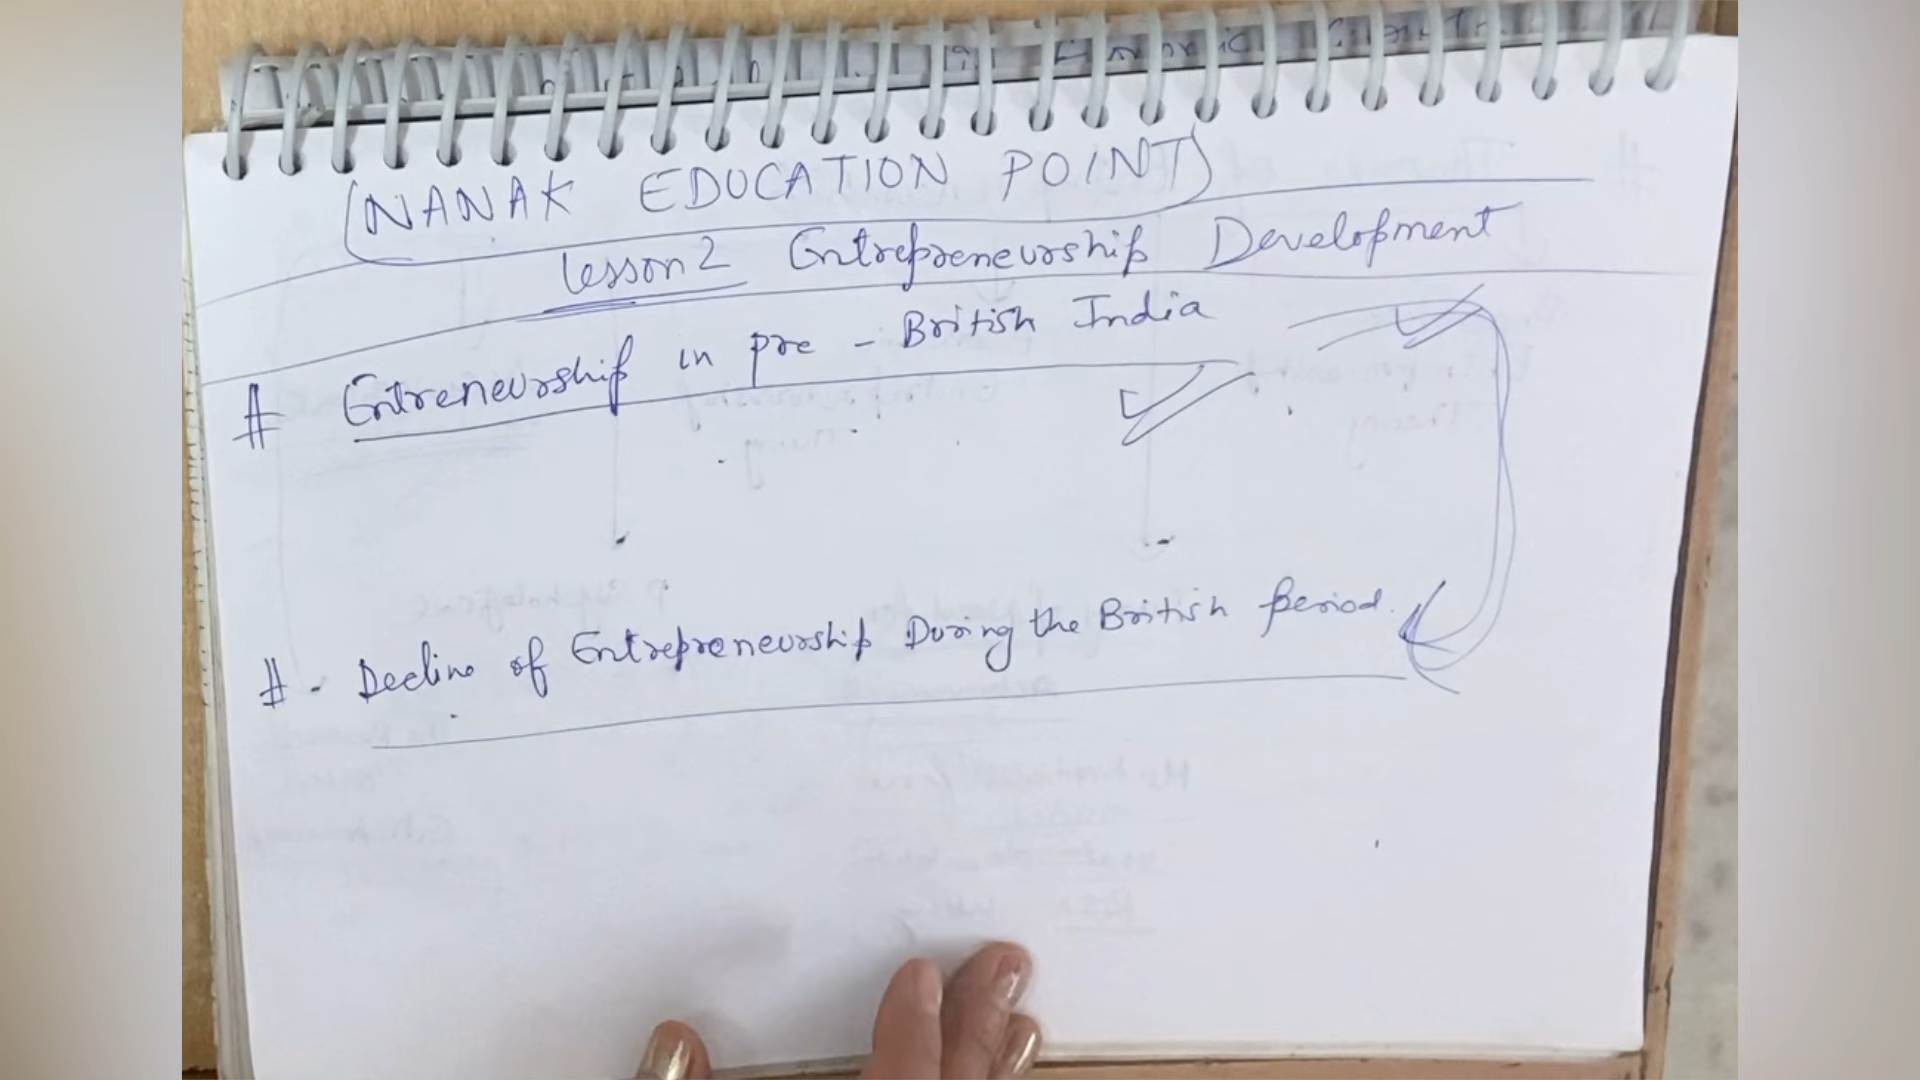 (NANAK EDUCATION POINT)
Lesson 2 Entrepreneurship Development
# Entreneurship in pre - British India
# - Decline of Entrepreneurship During the British Period.